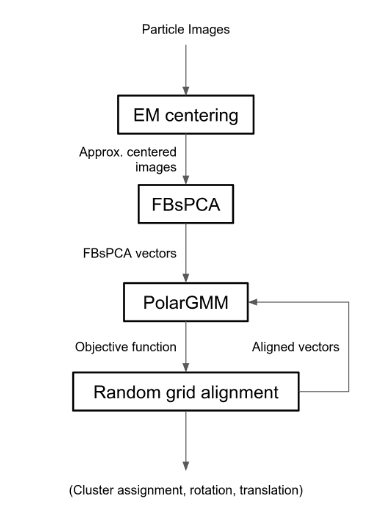 Particle Images
EM centering
Approx. centered
images
FBsPCA
FBsPCA vectors
PolarGMM
Objective function
Aligned vectors
Random grid alignment
(Cluster assignment, rotation, translation)